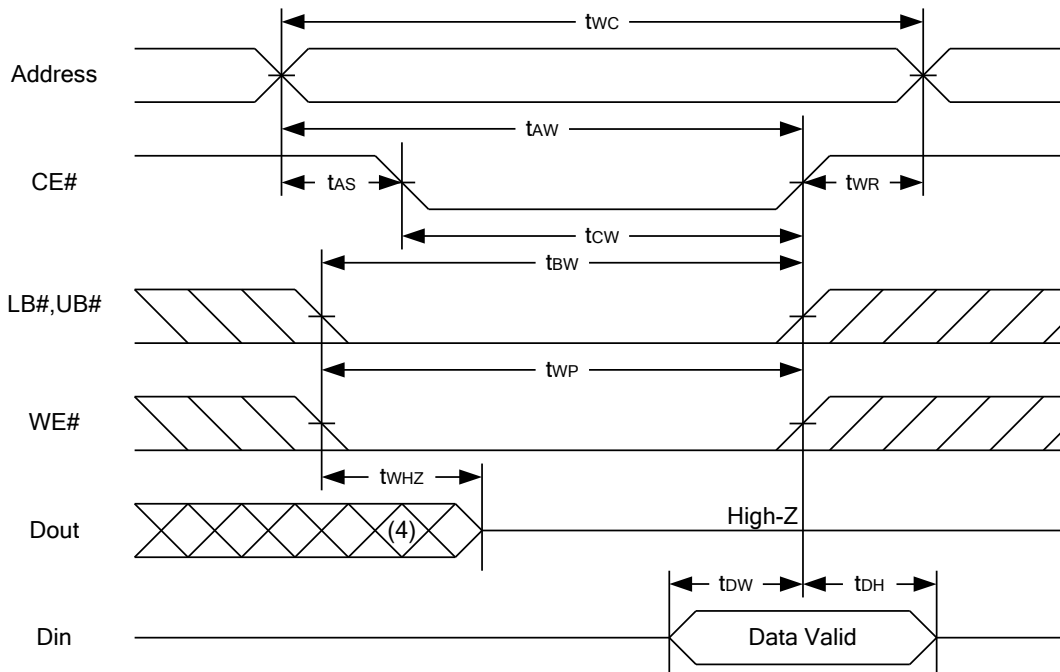 tWC
Address
tAW
CE#
tAS
tWR
tCW
tBW
LB#,UB#
tWP
WE#
tWHZ
Dout
(4)
High-Z
tDW
tDH
Din
Data Valid